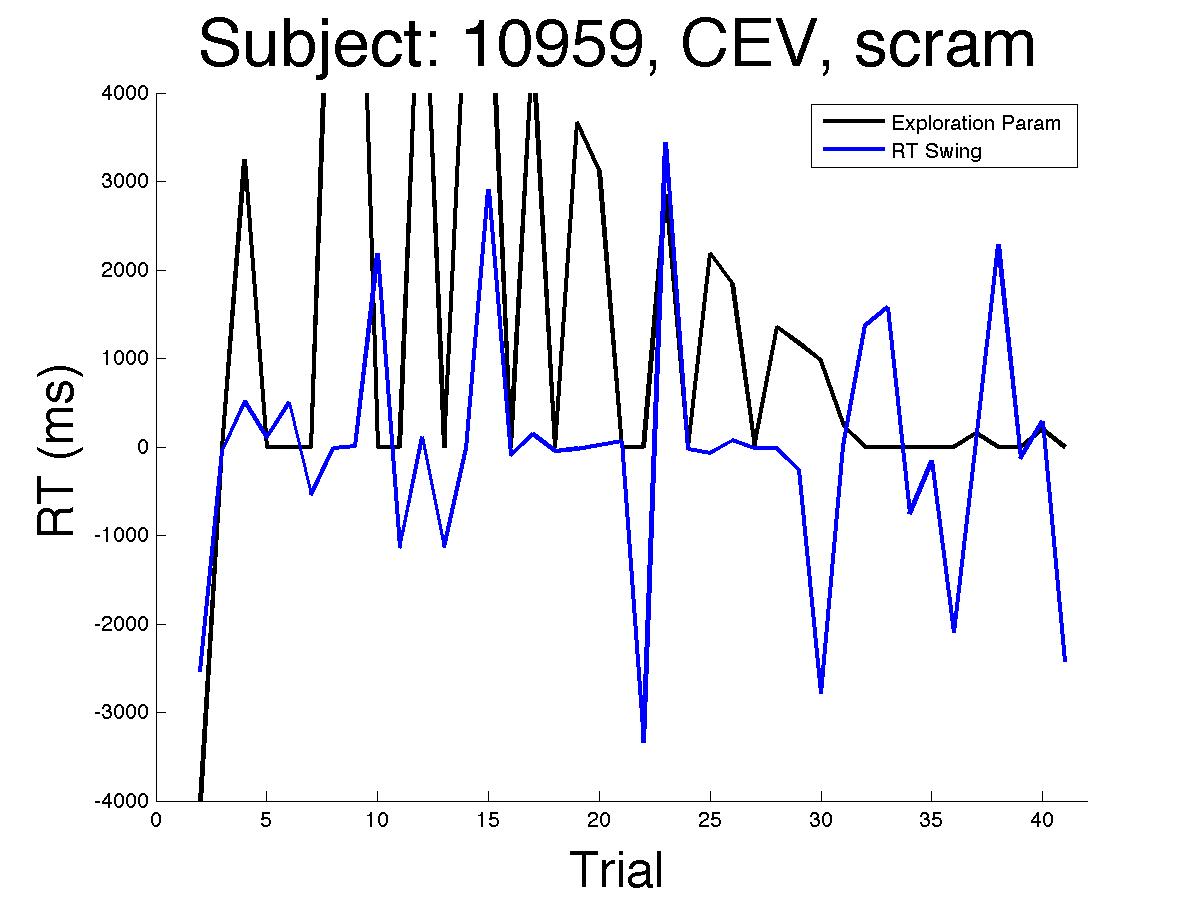 Subject: 10959, CEV, scram
4000
3000
2000
1000
0
-1000
-2000
-3000
-4000
RT (ms)
Exploration Param
RT Swing
0 5 10 15 20 25 30 35 40
Trial